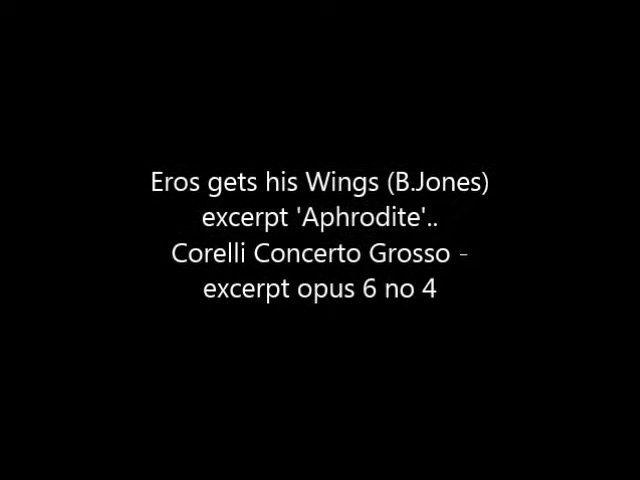 Eros gets his Wings (B.Jones)
excerpt 'Aphrodite'..
Corelli Concerto Grosso -
excerpt opus 6 no 4